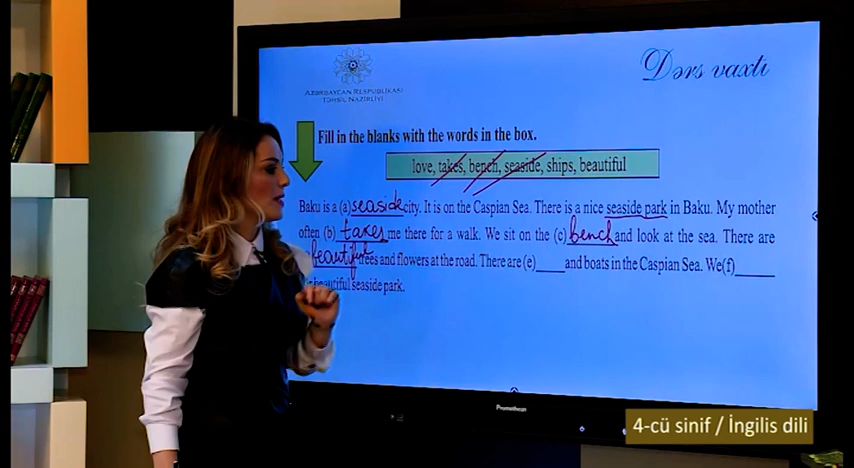 Dərs vaxtı
AZƏRBAYCAN RESPUBLİKASI
TƏHSİL NAZİRLİYİ
Fill in the blanks with the words in the box.
love, takes, bench, seaside, ships, beautiful
Baku is a (a) seaside city. It is on the Caspian Sea. There is a nice seaside park in Baku. My mother
often (b) takes me there for a walk. We sit on the (c) bench and look at the sea. There are
beautiful trees and flowers at the road. There are (e)____ and boats in the Caspian Sea. We(f)______
beautiful seaside park.
Promethean
4-cü sinif / İngilis dili